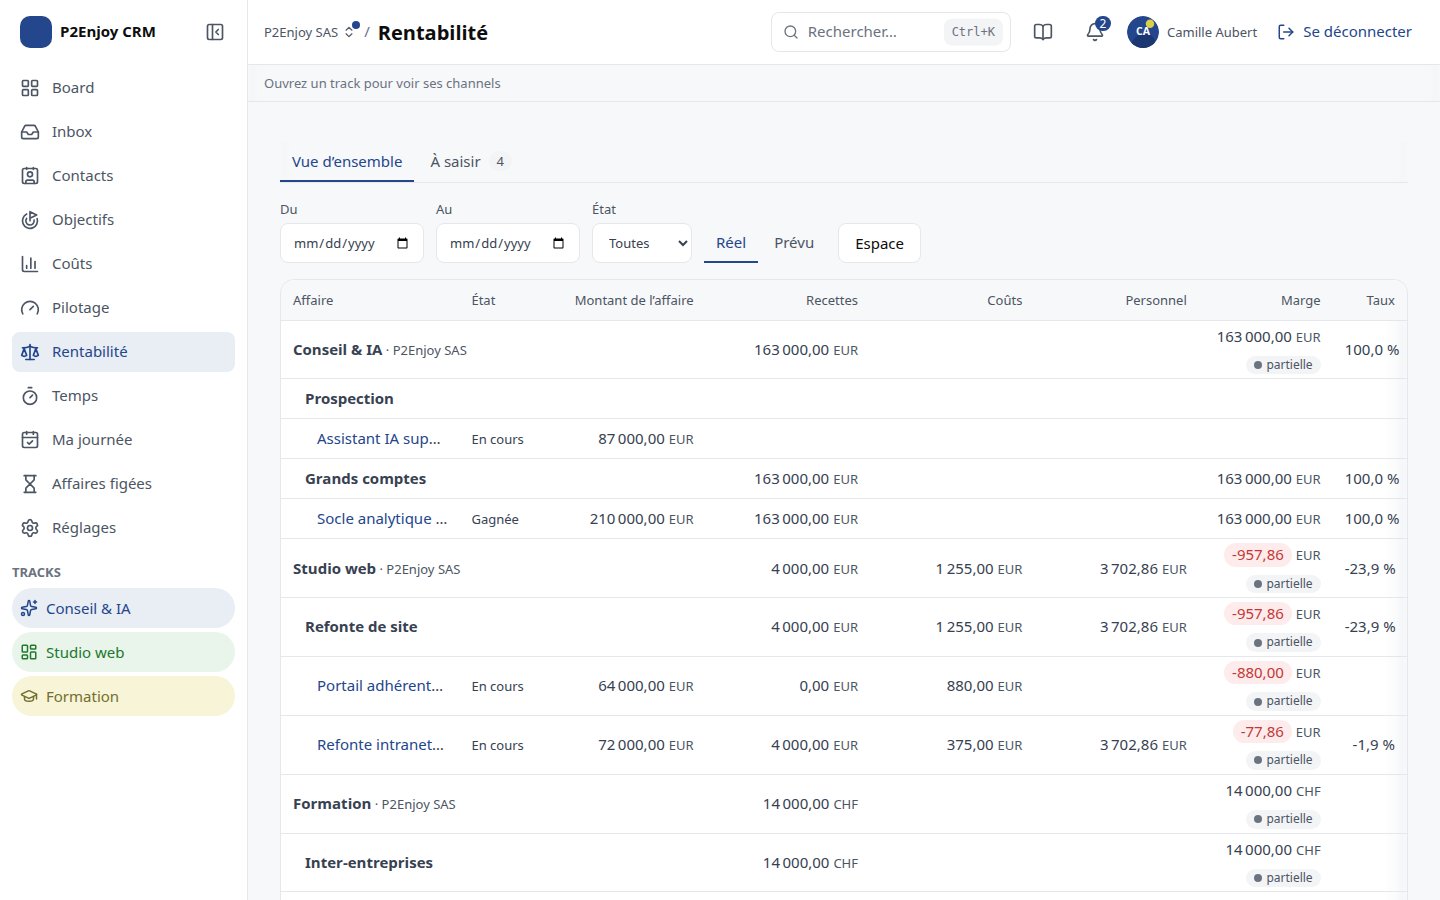 P2Enjoy CRM
P2Enjoy SAS / Rentabilité
Rechercher... Ctrl+K
2
CA Camille Aubert
Se déconnecter
Board
Inbox
Contacts
Objectifs
Coûts
Pilotage
Rentabilité
Temps
Ma journée
Affaires figées
Réglages
TRACKS
Conseil & IA
Studio web
Formation
Ouvrez un track pour voir ses channels
Vue d’ensemble À saisir 4
Du Au État
mm/dd/yyyy mm/dd/yyyy Toutes Réel Prévu Espace
Affaire État Montant de l’affaire Recettes Coûts Personnel Marge Taux
Conseil & IA · P2Enjoy SAS 163 000,00 EUR 163 000,00 EUR partielle 100,0 %
Prospection
Assistant IA sup... En cours 87 000,00 EUR
Grands comptes 163 000,00 EUR 163 000,00 EUR 100,0 %
Socle analytique ... Gagnée 210 000,00 EUR 163 000,00 EUR 163 000,00 EUR 100,0 %
Studio web · P2Enjoy SAS 4 000,00 EUR 1 255,00 EUR 3 702,86 EUR -957,86 EUR partielle -23,9 %
Refonte de site 4 000,00 EUR 1 255,00 EUR 3 702,86 EUR -957,86 EUR partielle -23,9 %
Portail adhérent... En cours 64 000,00 EUR 0,00 EUR 880,00 EUR -880,00 EUR partielle
Refonte intranet... En cours 72 000,00 EUR 4 000,00 EUR 375,00 EUR 3 702,86 EUR -77,86 EUR partielle -1,9 %
Formation · P2Enjoy SAS 14 000,00 CHF 14 000,00 CHF partielle
Inter-entreprises 14 000,00 CHF 14 000,00 CHF partielle